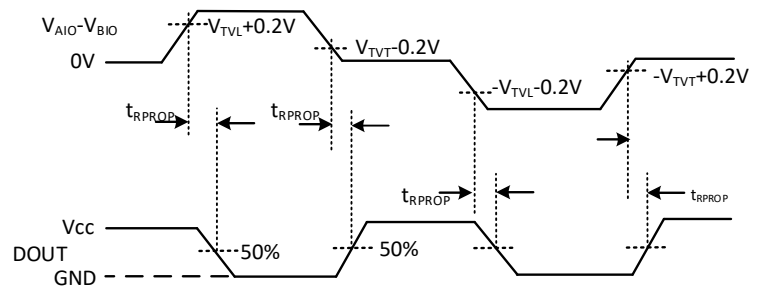 VAIO-VBIO
0V
VTVL+0.2V
VTVT-0.2V
-VTVL-0.2V
-VTVT+0.2V
tRPROP
tRPROP
tRPROP
tRPROP
Vcc
DOUT
GND
50%
50%